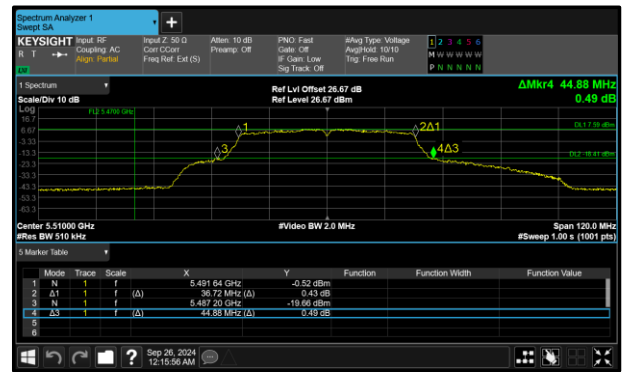 Spectrum Analyzer 1
Swept SA
KEYSIGHT Input: RF Input Z: 50 Ω Atten: 10 dB PNO: Fast #Avg Type: Voltage 1 2 3 4 5 6
R T Coupling: AC Corr CCorr Preamp: Off Gate: Off Avg|Hold: 10/10 M W W W W W
Align: Partial Freq Ref: Ext (S) IF Gain: Low Trig: Free Run
Sig Track: Off P N N N N N
1 Spectrum Ref Lvl Offset 26.67 dB ΔMkr4 44.88 MHz
Scale/Div 10 dB Ref Level 26.67 dBm 0.49 dB
Log
16.7
6.67
-3.33
-13.3
-23.3
-33.3
-43.3
-53.3
-63.3
1
2Δ1
3
4Δ3
DL1 7.59 dBm
DL2 -18.41 dBm
Center 5.51000 GHz #Video BW 2.0 MHz Span 120.0 MHz
#Res BW 510 kHz #Sweep 1.00 s (1001 pts)
5 Marker Table
Mode Trace Scale X Y Function Function Width Function Value
1 N 1 f 5.491 64 GHz -0.52 dBm
2 Δ1 1 f (Δ) 36.72 MHz (Δ) 0.43 dB
3 N 1 f 5.487 20 GHz -19.66 dBm
4 Δ3 1 f (Δ) 44.88 MHz (Δ) 0.49 dB
5
6
Sep 26, 2024
12:15:56 AM